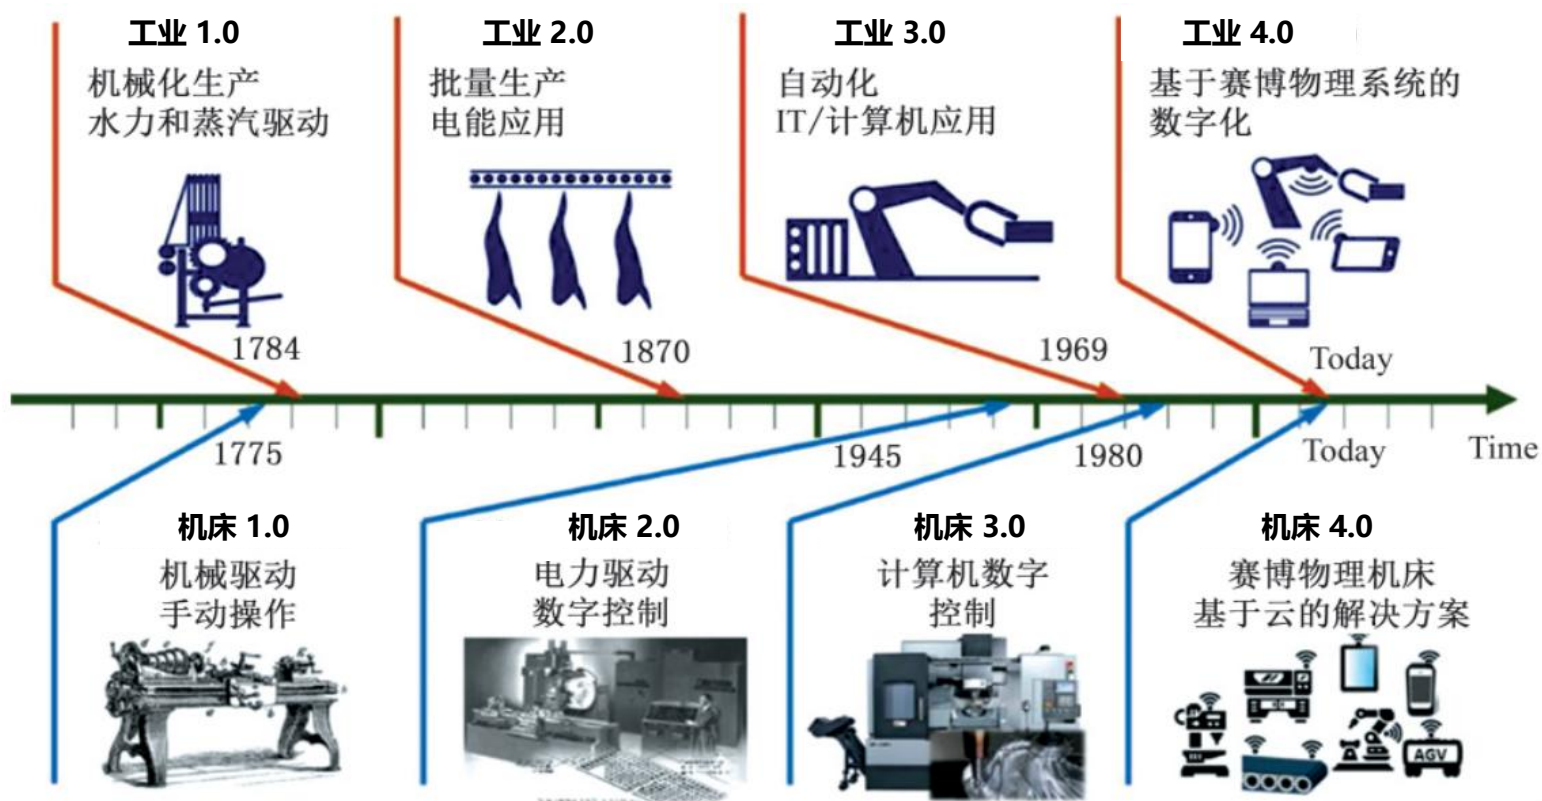 工业 1.0
机械化生产
水力和蒸汽驱动
工业 2.0
批量生产
电能应用
工业 3.0
自动化
IT/计算机应用
工业 4.0
基于赛博物理系统的
数字化
1784
1870
1969
Today
1775
1945
1980
Today
Time
机床 1.0
机械驱动
手动操作
机床 2.0
电力驱动
数字控制
机床 3.0
计算机数字
控制
机床 4.0
赛博物理机床
基于云的解决方案
AGV